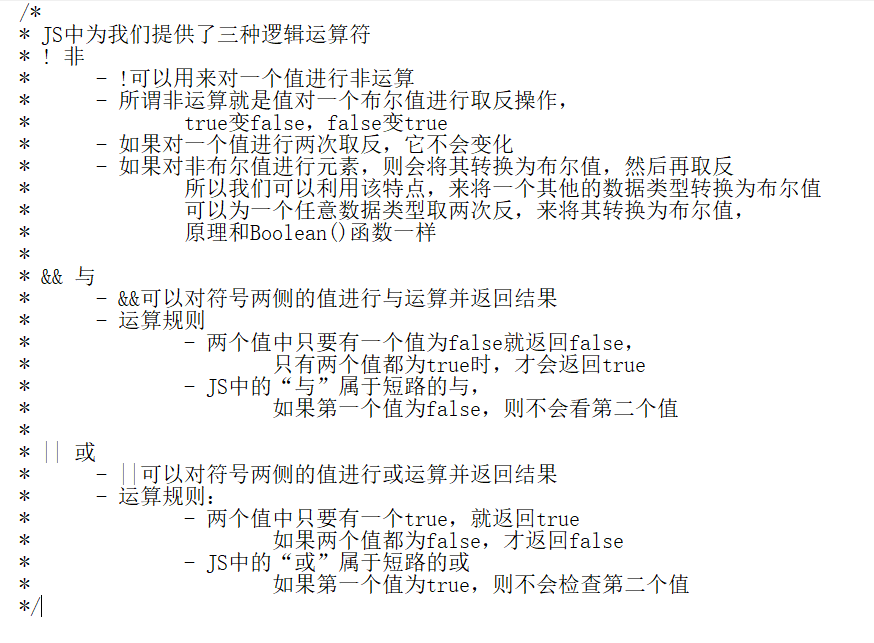 /*
* JS中为我们提供了三种逻辑运算符
* ! 非
* - !可以用来对一个值进行非运算
* - 所谓非运算就是值对一个布尔值进行取反操作，
* true变false，false变true
* - 如果对一个值进行两次取反，它不会变化
* - 如果对非布尔值进行元素，则会将其转换为布尔值，然后再取反
* 所以我们可以利用该特点，来将一个其他的数据类型转换为布尔值
* 可以为一个任意数据类型取两次反，来将其转换为布尔值，
* 原理和Boolean()函数一样
*
* && 与
* - &&可以对符号两侧的值进行与运算并返回结果
* - 运算规则
* - 两个值中只要有一个值为false就返回false，
* 只有两个值都为true时，才会返回true
* - JS中的“与”属于短路的与，
* 如果第一个值为false，则不会看第二个值
*
* || 或
* - ||可以对符号两侧的值进行或运算并返回结果
* - 运算规则：
* - 两个值中只要有一个true，就返回true
* 如果两个值都为false，才返回false
* - JS中的“或”属于短路的或
* 如果第一个值为true，则不会检查第二个值
*/